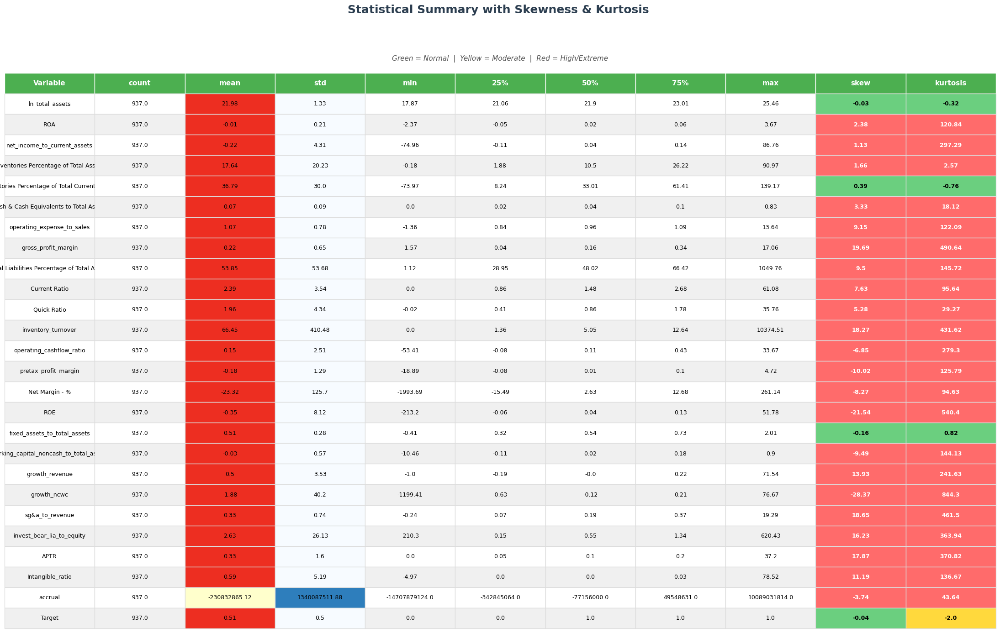 Statistical Summary with Skewness & Kurtosis
Green = Normal | Yellow = Moderate | Red = High/Extreme
Variable count mean std min 25% 50% 75% max skew kurtosis
ln_total_assets 937.0 21.98 1.33 17.87 21.06 21.9 23.01 25.46 -0.03 -0.32
ROA 937.0 -0.01 0.21 -2.37 -0.05 0.02 0.06 3.67 2.38 120.84
net_income_to_current_assets 937.0 -0.22 4.31 -74.96 -0.11 0.04 0.14 86.76 1.13 297.29
ventories Percentage of Total Ass 937.0 17.64 20.23 -0.18 1.88 10.5 26.22 90.97 1.66 2.57
tories Percentage of Total Current 937.0 36.79 30.0 -73.97 8.24 33.01 61.41 139.17 0.39 -0.76
sh & Cash Equivalents to Total As 937.0 0.07 0.09 0.0 0.02 0.04 0.1 0.83 3.33 18.12
operating_expense_to_sales 937.0 1.07 0.78 -1.36 0.84 0.96 1.09 13.64 9.15 122.09
gross_profit_margin 937.0 0.22 0.65 -1.57 0.04 0.16 0.34 17.06 19.69 490.64
al Liabilities Percentage of Total A 937.0 53.85 53.68 1.12 28.95 48.02 66.42 1049.76 9.5 145.72
Current Ratio 937.0 2.39 3.54 0.0 0.86 1.48 2.68 61.08 7.63 95.64
Quick Ratio 937.0 1.96 4.34 -0.02 0.41 0.86 1.78 35.76 5.28 29.27
inventory_turnover 937.0 66.45 410.48 0.0 1.36 5.05 12.64 10374.51 18.27 431.62
operating_cashflow_ratio 937.0 0.15 2.51 -53.41 -0.08 0.11 0.43 33.67 -6.85 279.3
pretax_profit_margin 937.0 -0.18 1.29 -18.89 -0.08 0.01 0.1 4.72 -10.02 125.79
Net Margin - % 937.0 -23.32 125.7 -1993.69 -15.49 2.63 12.68 261.14 -8.27 94.63
ROE 937.0 -0.35 8.12 -213.2 -0.06 0.04 0.13 51.78 -21.54 540.4
fixed_assets_to_total_assets 937.0 0.51 0.28 -0.41 0.32 0.54 0.73 2.01 -0.16 0.82
rking_capital_noncash_to_total_as 937.0 -0.03 0.57 -10.46 -0.11 0.02 0.18 0.9 -9.49 144.13
growth_revenue 937.0 0.5 3.53 -1.0 -0.19 -0.0 0.22 71.54 13.93 241.63
growth_ncwc 937.0 -1.88 40.2 -1199.41 -0.63 -0.12 0.21 76.67 -28.37 844.3
sg&a_to_revenue 937.0 0.33 0.74 -0.24 0.07 0.19 0.37 19.29 18.65 461.5
invest_bear_lia_to_equity 937.0 2.63 26.13 -210.3 0.15 0.55 1.34 620.43 16.23 363.94
APTR 937.0 0.33 1.6 0.0 0.05 0.1 0.2 37.2 17.87 370.82
Intangible_ratio 937.0 0.59 5.19 -4.97 0.0 0.0 0.03 78.52 11.19 136.67
accrual 937.0 -230832865.12 1340087511.88 -14707879124.0 -342845064.0 -77156000.0 49548631.0 10089031814.0 -3.74 43.64
Target 937.0 0.51 0.5 0.0 0.0 1.0 1.0 1.0 -0.04 -2.0